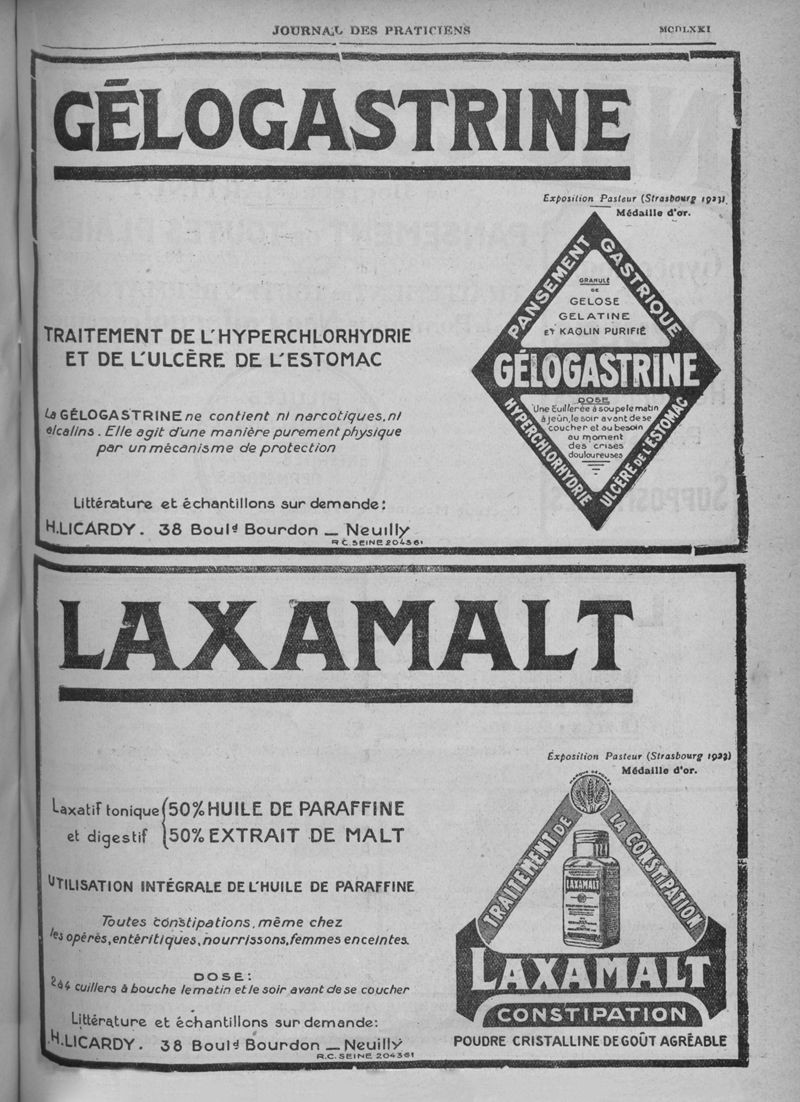 JOURNAL DES PRATICIENS
MCDLXXI
GÉLOGASTRINE
Exposition Pasteur (Strasbourg 1923)
Médaille d'or.
PANSEMENT GASTRIQUE
GRANULÉ
DE
GELOSE
GELATINE
ET KAOLIN PURIFIÉ
GÉLOGASTRINE
DOSE
Une Cuillerée à soupe le matin
à jeûn, le soir avant de se
coucher et au besoin
au moment
des crises
douloureuses
HYPERCHLORHYDRIE
ULCÈRE DE L'ESTOMAC
TRAITEMENT DE L'HYPERCHLORHYDRIE
ET DE L'ULCÈRE DE L'ESTOMAC
La GÉLOGASTRINE ne contient ni narcotiques, ni
alcalins. Elle agit d'une manière purement physique
par un mécanisme de protection
Littérature et échantillons sur demande:
H. LICARDY. 38 Boulᵈ Bourdon _ Neuilly
R.C. SEINE 204361
LAXAMALT
Exposition Pasteur (Strasbourg 1923)
Médaille d'or.
Laxatif tonique { 50% HUILE DE PARAFFINE
et digestif { 50% EXTRAIT DE MALT
UTILISATION INTÉGRALE DE L'HUILE DE PARAFFINE
Toutes constipations, même chez
les opérés, entéritiques, nourrissons, femmes enceintes.
DOSE:
2 à 4 cuillers à bouche le matin et le soir avant de se coucher
Littérature et échantillons sur demande:
H. LICARDY. 38 Boulᵈ Bourdon _ Neuilly
R.C. SEINE 204361
TRAITEMENT DE LA CONSTIPATION
LAXAMALT
LAXAMALT
CONSTIPATION
POUDRE CRISTALLINE DE GOÛT AGRÉABLE